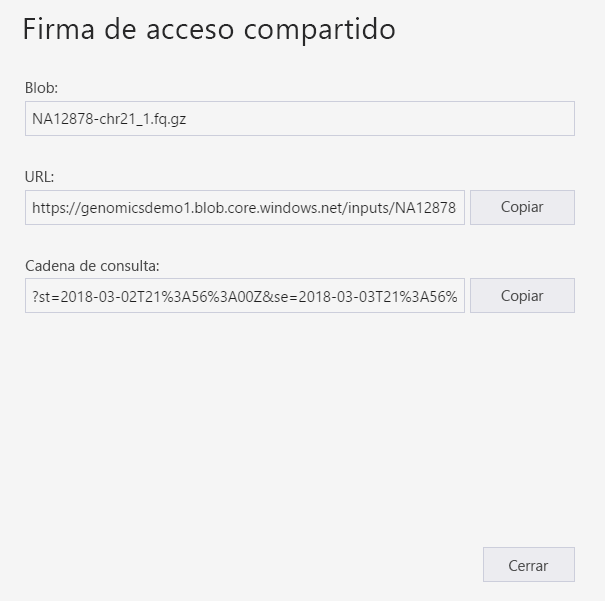 Firma de acceso compartido
Blob:
NA12878-chr21_1.fq.gz
URL:
https://genomicsdemo1.blob.core.windows.net/inputs/NA12878
Copiar
Cadena de consulta:
?st=2018-03-02T21%3A56%3A00Z&se=2018-03-03T21%3A56%
Copiar
Cerrar